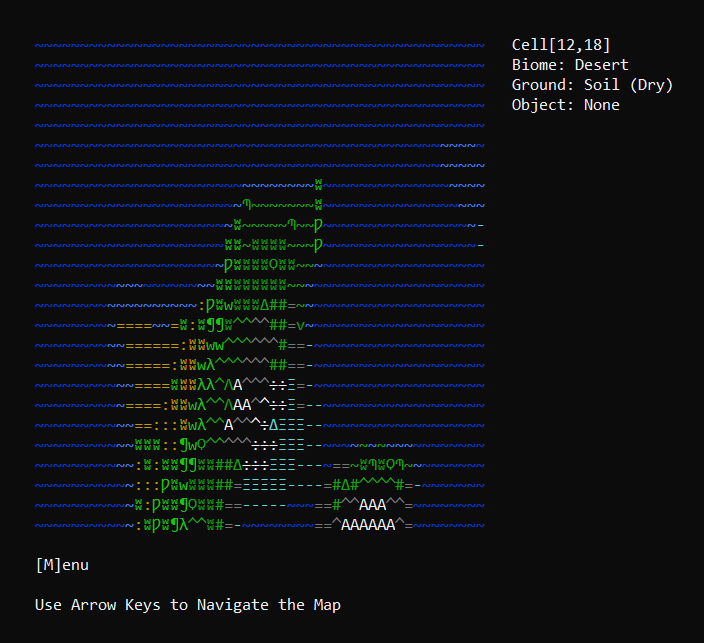 Cell[12,18]
Biome: Desert
Ground: Soil (Dry)
Object: None
[M]enu
Use Arrow Keys to Navigate the Map